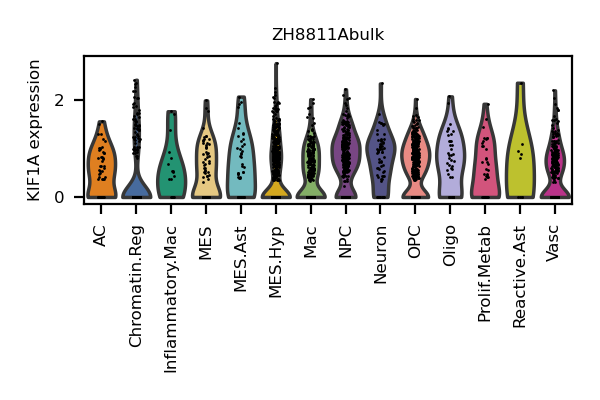 ZH8811Abulk
KIF1A expression
2
0
AC
Chromatin.Reg
Inflammatory.Mac
MES
MES.Ast
MES.Hyp
Mac
NPC
Neuron
OPC
Oligo
Prolif.Metab
Reactive.Ast
Vasc